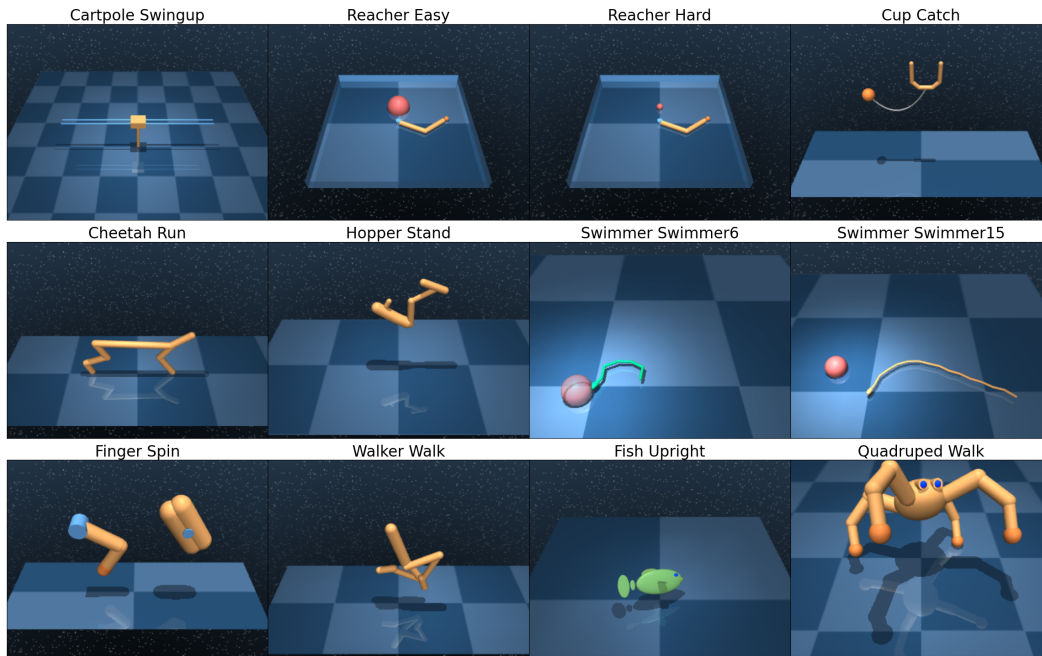 Cartpole Swingup
Reacher Easy
Reacher Hard
Cup Catch
Cheetah Run
Hopper Stand
Swimmer Swimmer6
Swimmer Swimmer15
Finger Spin
Walker Walk
Fish Upright
Quadruped Walk